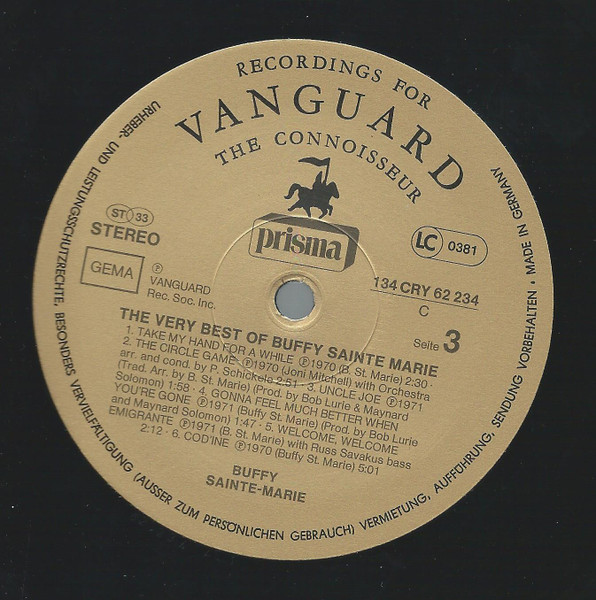 RECORDINGS FOR
VANGUARD
THE CONNOISSEUR
prisma
ST 33
STEREO
GEMA
LC 0381
℗
VANGUARD
Rec. Soc. Inc.
134 CRY 62 234
C
Seite 3
THE VERY BEST OF BUFFY SAINTE MARIE
1. TAKE MY HAND FOR A WHILE ℗1970 (B. St. Marie) 2:30 ·
2. THE CIRCLE GAME ℗1970 (Joni Mitchell) with Orchestra
arr. and cond. by P. Schickele 2:51 · 3. UNCLE JOE ℗1971
(Trad. Arr. by B. St. Marie) (Prod. by Bob Lurie & Maynard
Solomon) 1:58 · 4. GONNA FEEL MUCH BETTER WHEN
YOU'RE GONE ℗1971 (Buffy St. Marie) (Prod. by Bob Lurie
and Maynard Solomon) 1:47 · 5. WELCOME, WELCOME
EMIGRANTE ℗1971 (B. St. Marie) with Russ Savakus bass
2:12 · 6. COD'INE ℗1970 (Buffy St. Marie) 5:01
BUFFY
SAINTE-MARIE
URHEBER- UND LEISTUNGSSCHUTZRECHTE, BESONDERS VERVIELFÄLTIGUNG (AUSSER ZUM PERSÖNLICHEN GEBRAUCH) VERMIETUNG, AUFFÜHRUNG, SENDUNG VORBEHALTEN · MADE IN GERMANY